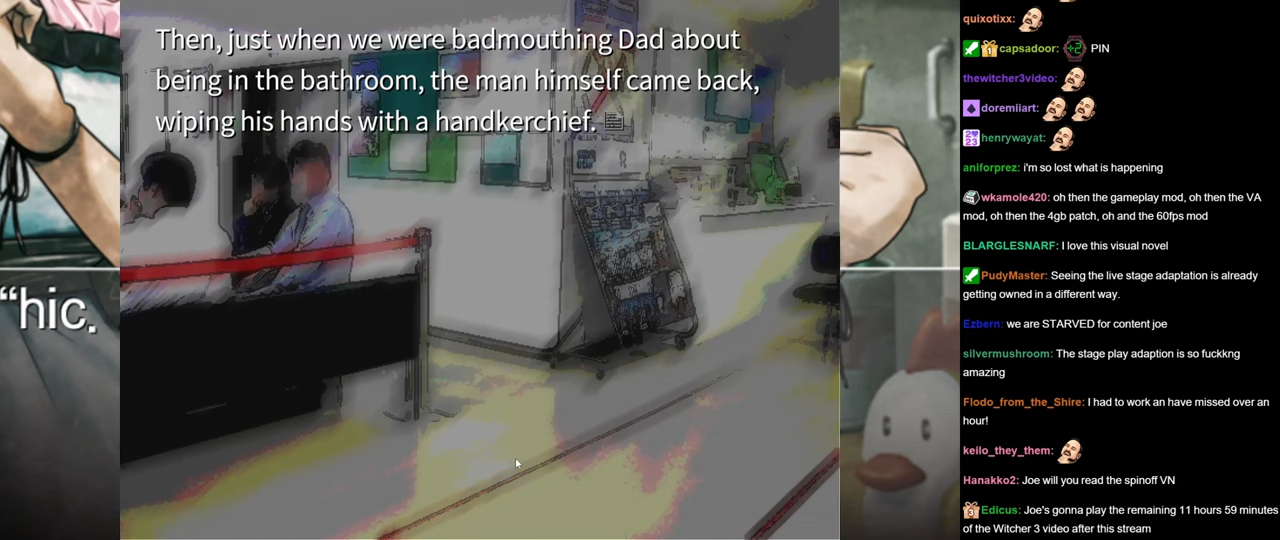 Then, just when we were badmouthing Dad about
being in the bathroom, the man himself came back,
wiping his hands with a handkerchief.
“hic.
quixotixx:
capsadoor: +2 PIN
thewitcher3video:
doremiiart:
henrywayat:
aniforprez: i'm so lost what is happening
wkamole420: oh then the gameplay mod, oh then the VA
mod, oh then the 4gb patch, oh and the 60fps mod
BLARGLESNARF: I love this visual novel
PudyMaster: Seeing the live stage adaptation is already
getting owned in a different way.
Ezbern: we are STARVED for content joe
silvermushroom: The stage play adaption is so fuckkng
amazing
Flodo_from_the_Shire: I had to work an have missed over an
hour!
keilo_they_them:
Hanakko2: Joe will you read the spinoff VN
Edicus: Joe's gonna play the remaining 11 hours 59 minutes
of the Witcher 3 video after this stream